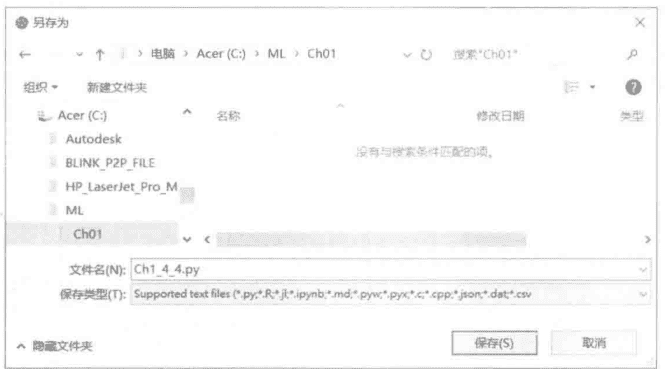 另存为
电脑 > Acer (C:) > ML > Ch01
搜索"Ch01"
组织
新建文件夹
Acer (C:)
Autodesk
BLINK_P2P_FILE
HP_LaserJet_Pro_M
ML
Ch01
名称
修改日期
类型
没有与搜索条件匹配的项。
文件名(N): Ch1_4_4.py
保存类型(T): Supported text files (*.py;*.R;*.jl;*.ipynb;*.md;*.pyw;*.pyx;*.c;*.cpp;*.json;*.dat;*.csv
隐藏文件夹
保存(S)
取消